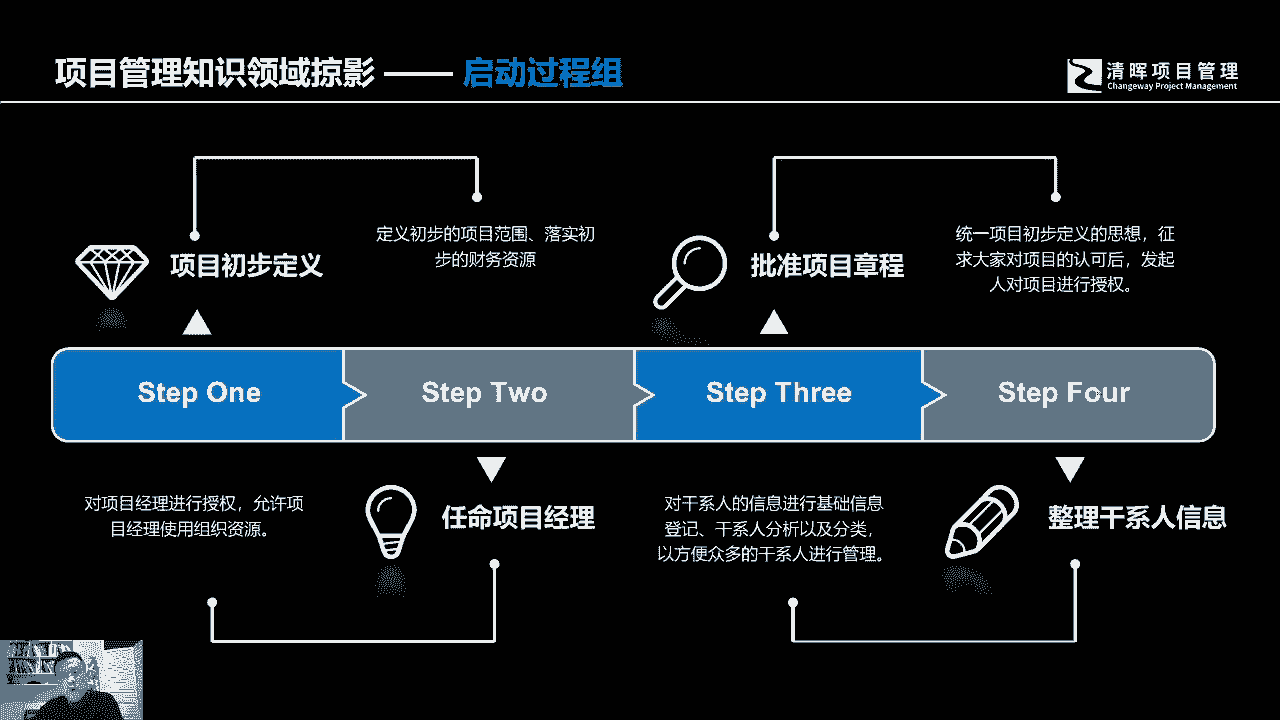 项目管理知识领域掠影 —— 启动过程组
清晖项目管理
Changeway Project Management
项目初步定义
定义初步的项目范围、落实初
步的财务资源
批准项目章程
统一项目初步定义的思想，征
求大家对项目的认可后，发起
人对项目进行授权。
Step One
Step Two
Step Three
Step Four
对项目经理进行授权，允许项
目经理使用组织资源。
任命项目经理
对干系人的信息进行基础信息
登记、干系人分析以及分类，
以方便众多的干系人进行管理。
整理干系人信息